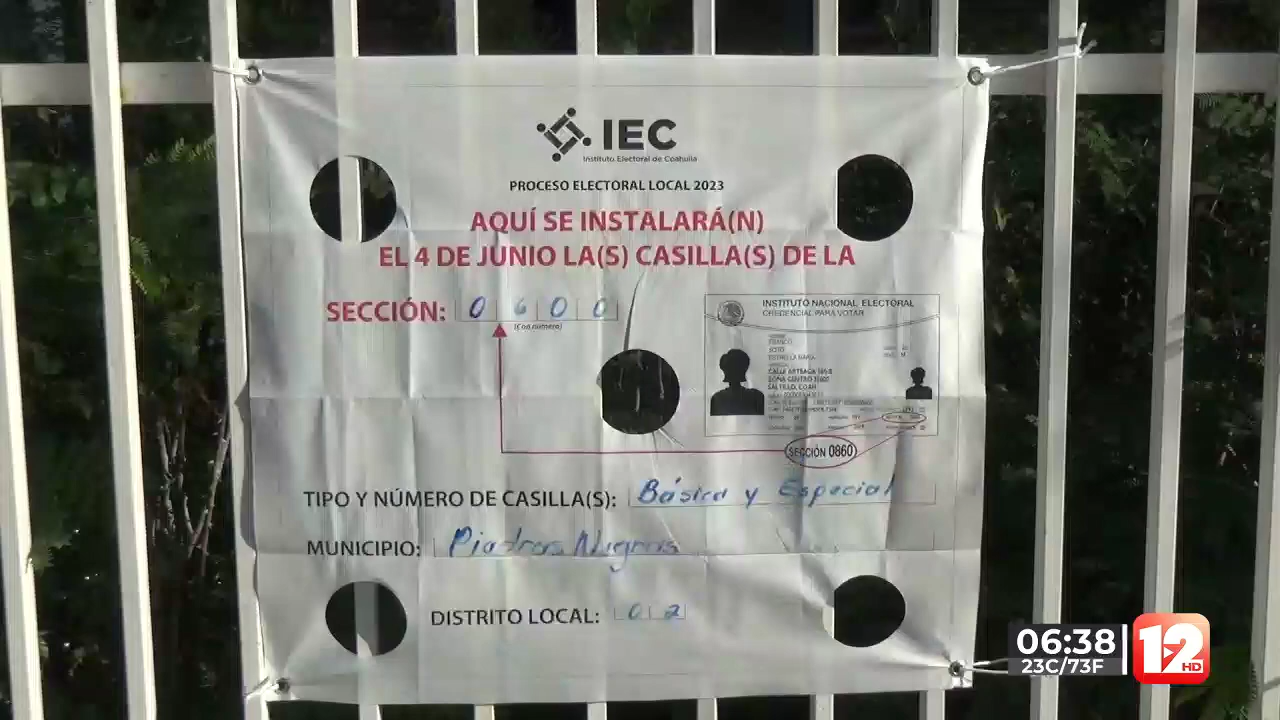 IEC
Instituto Electoral de Coahuila
PROCESO ELECTORAL LOCAL 2023
AQUÍ SE INSTALARÁ(N)
EL 4 DE JUNIO LA(S) CASILLA(S) DE LA
SECCIÓN: 0600
(Con número)
INSTITUTO NACIONAL ELECTORAL
CREDENCIAL PARA VOTAR
SECCIÓN 0860
TIPO Y NÚMERO DE CASILLA(S): Básica y Especial
MUNICIPIO: Piedras Negras
DISTRITO LOCAL: 02
06:38
23C/73F
12
HD